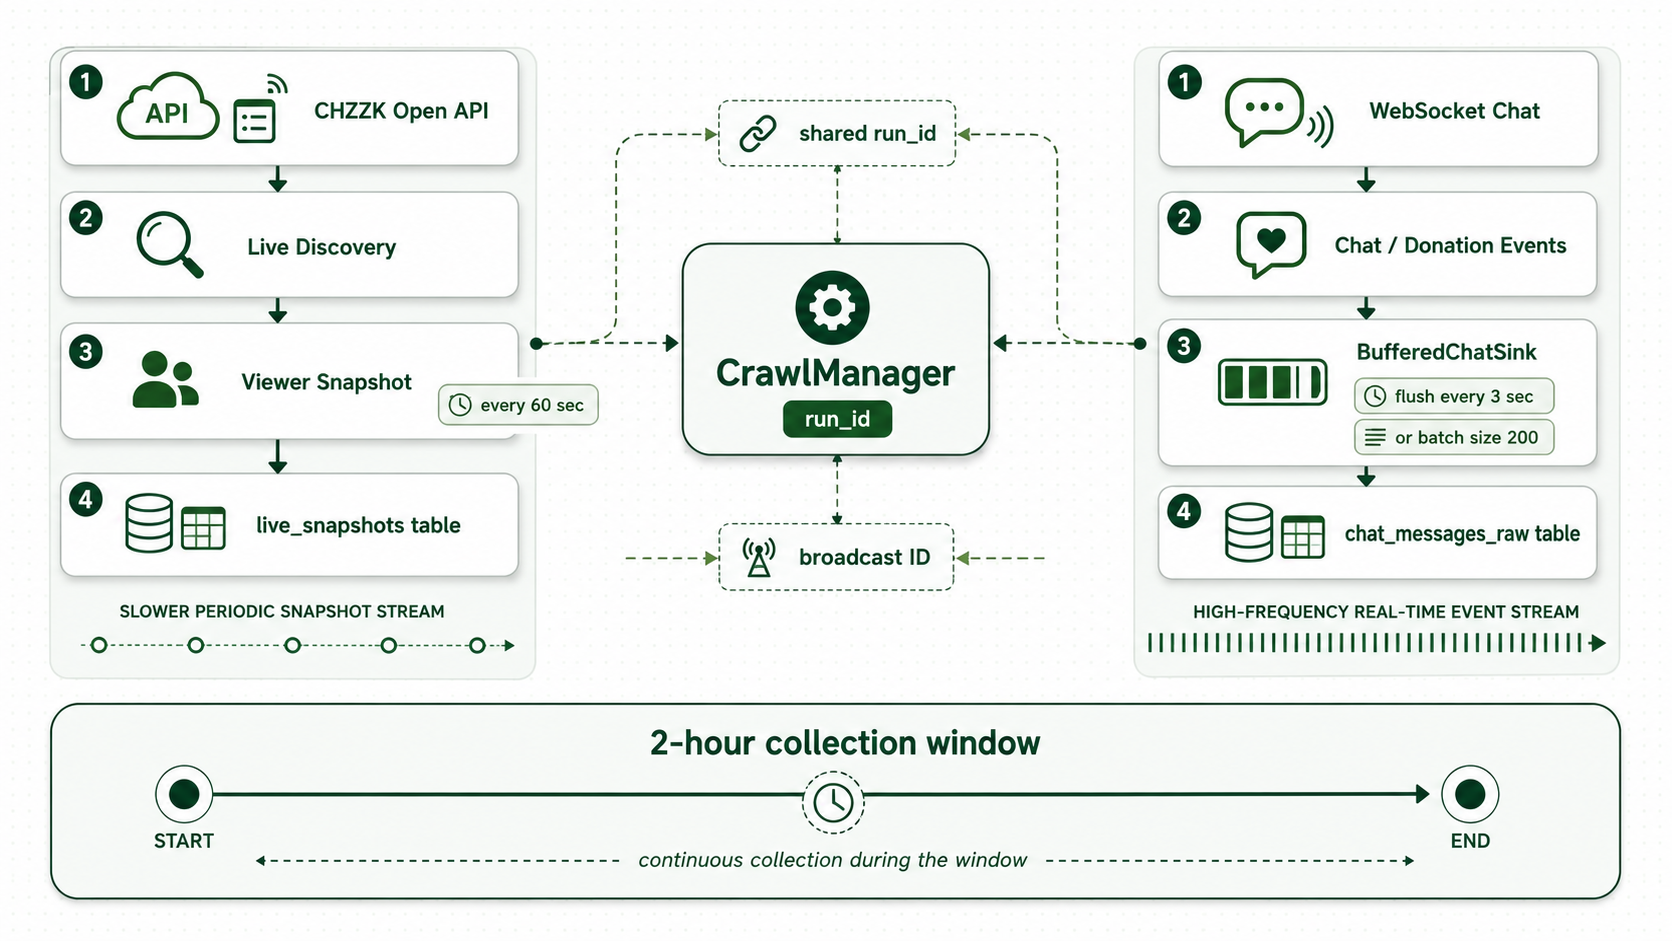 1
API
CHZZK Open API
2
Live Discovery
3
Viewer Snapshot
every 60 sec
4
live_snapshots table
SLOWER PERIODIC SNAPSHOT STREAM
shared run_id
CrawlManager
run_id
broadcast ID
1
WebSocket Chat
2
Chat / Donation Events
3
BufferedChatSink
flush every 3 sec
or batch size 200
4
chat_messages_raw table
HIGH-FREQUENCY REAL-TIME EVENT STREAM
2-hour collection window
START
END
continuous collection during the window